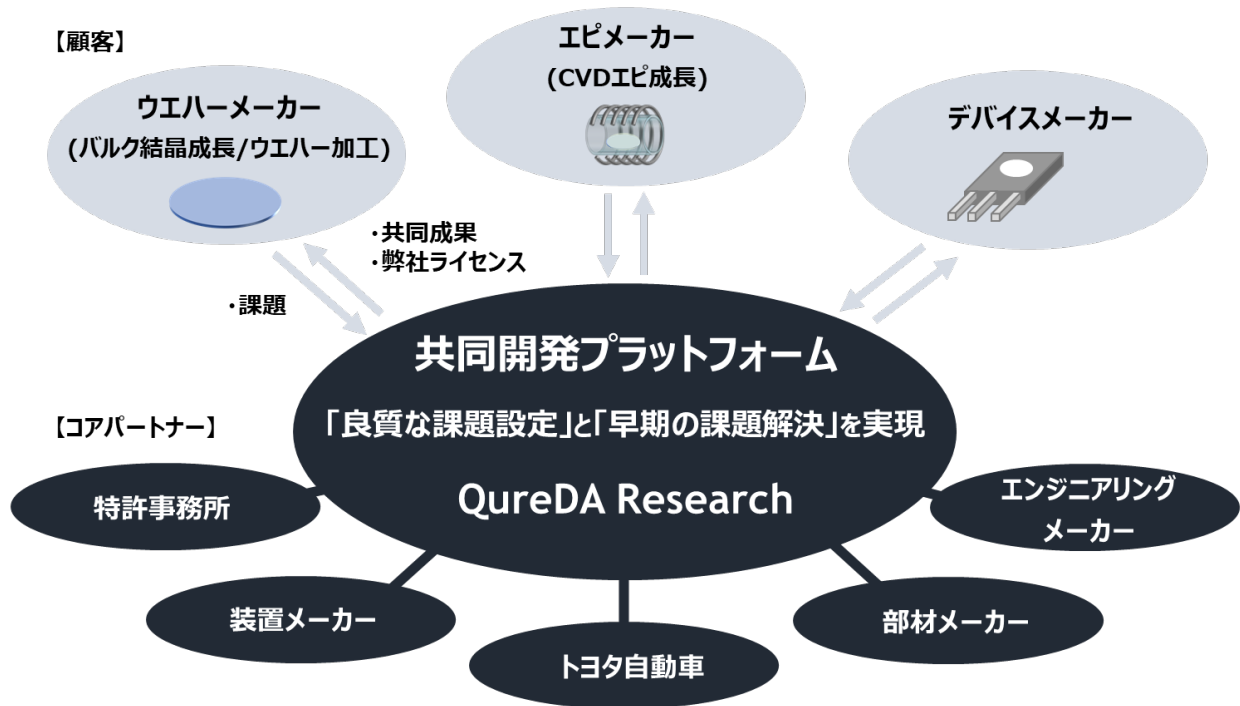 【顧客】
エピメーカー
(CVDエピ成長)
ウエハーメーカー
(バルク結晶成長/ウエハー加工)
デバイスメーカー
・共同成果
・弊社ライセンス
・課題
共同開発プラットフォーム
「良質な課題設定」と「早期の課題解決」を実現
QureDA Research
【コアパートナー】
特許事務所
エンジニアリング
メーカー
装置メーカー
部材メーカー
トヨタ自動車